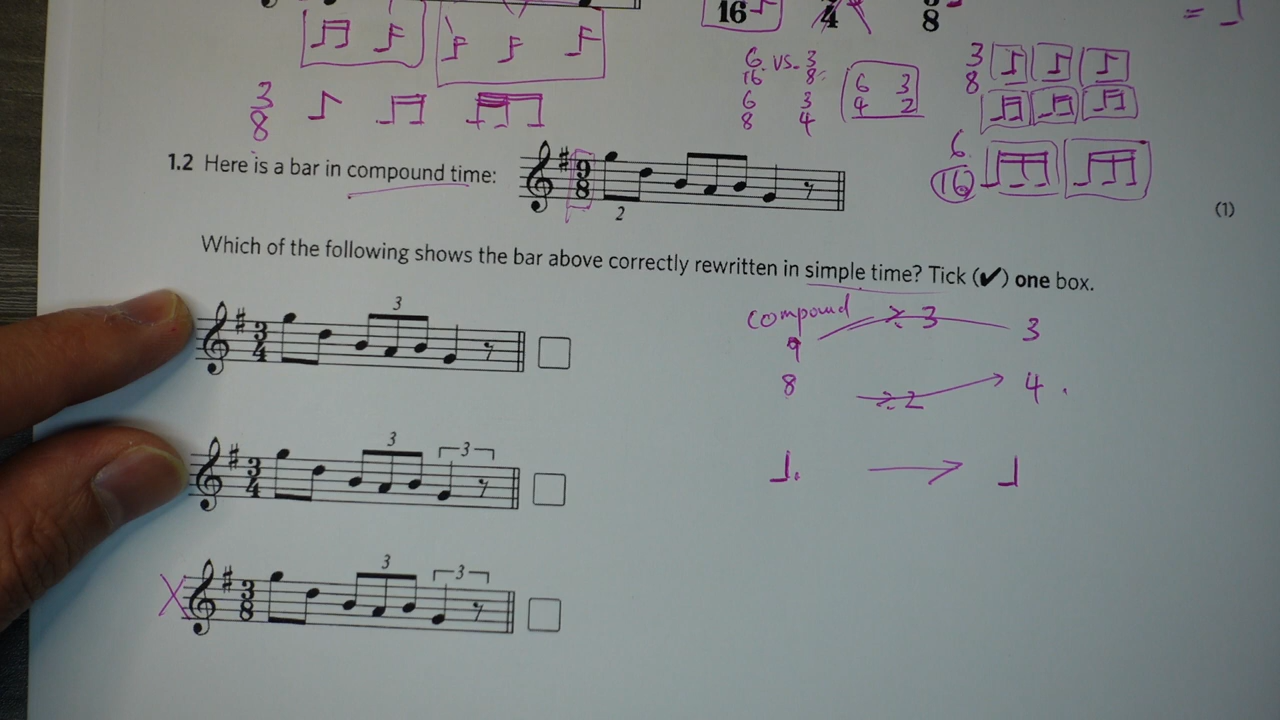 16 4 8 =
6 vs. 3 3
16 8 6 3 8
3 6 3 4 2
8 8 4
1.2 Here is a bar in compound time: 9 6
8 2 16
(1)
Which of the following shows the bar above correctly rewritten in simple time? Tick (✔) one box.
3 compound ÷3 3
3 9
4 8 ÷2 4.
3 3
3
4
3 3
X 3
8